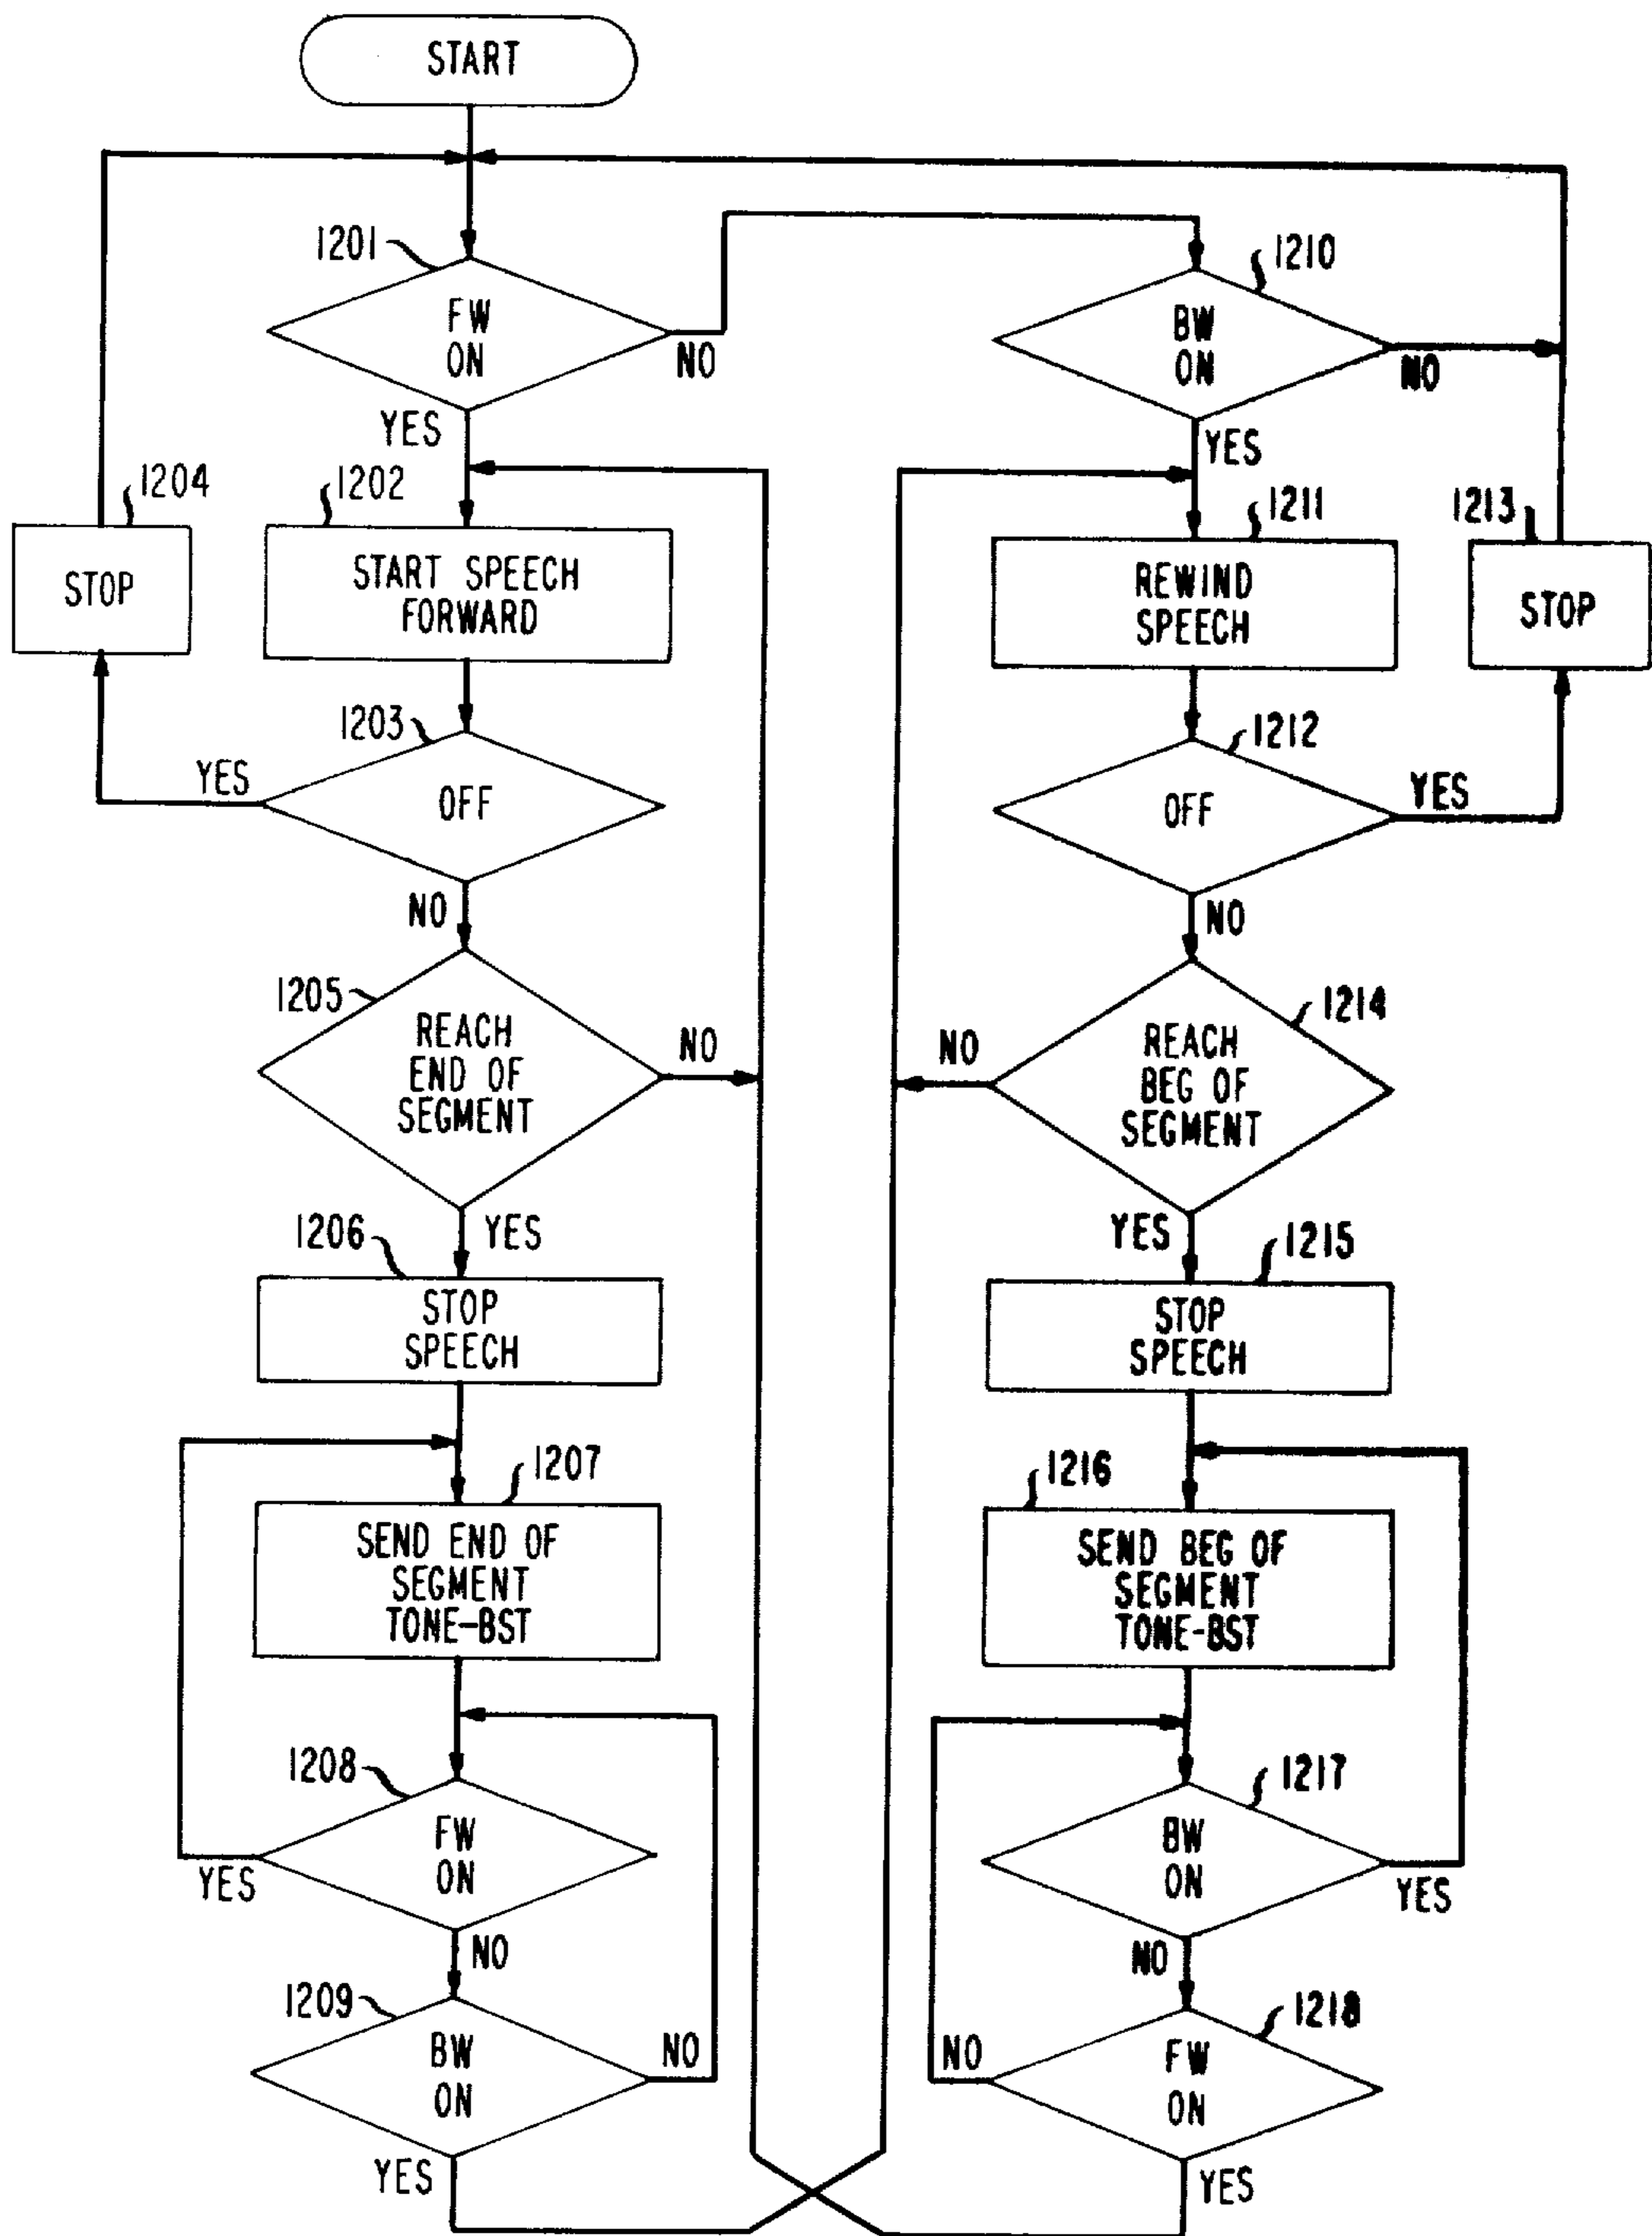 START
1201
FW
ON
NO
YES
1210
BW
ON
NO
YES
1204
STOP
1202
START SPEECH
FORWARD
1211
REWIND
SPEECH
1213
STOP
1203
OFF
YES
NO
1212
OFF
YES
NO
1205
REACH
END OF
SEGMENT
NO
YES
1214
REACH
BEG OF
SEGMENT
NO
YES
1206
STOP
SPEECH
1215
STOP
SPEECH
1207
SEND END OF
SEGMENT
TONE-BST
1216
SEND BEG OF
SEGMENT
TONE-BST
1208
FW
ON
YES
NO
1217
BW
ON
YES
NO
1209
BW
ON
NO
YES
1218
FW
ON
NO
YES